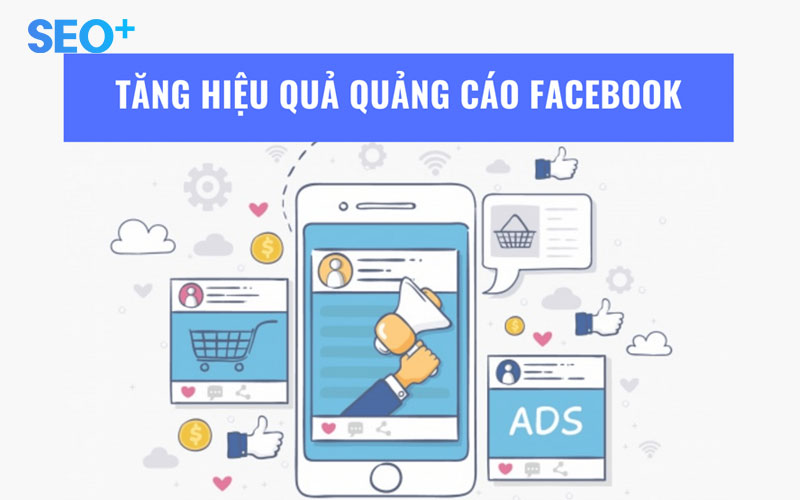 SEO+
TĂNG HIỆU QUẢ QUẢNG CÁO FACEBOOK
ADS